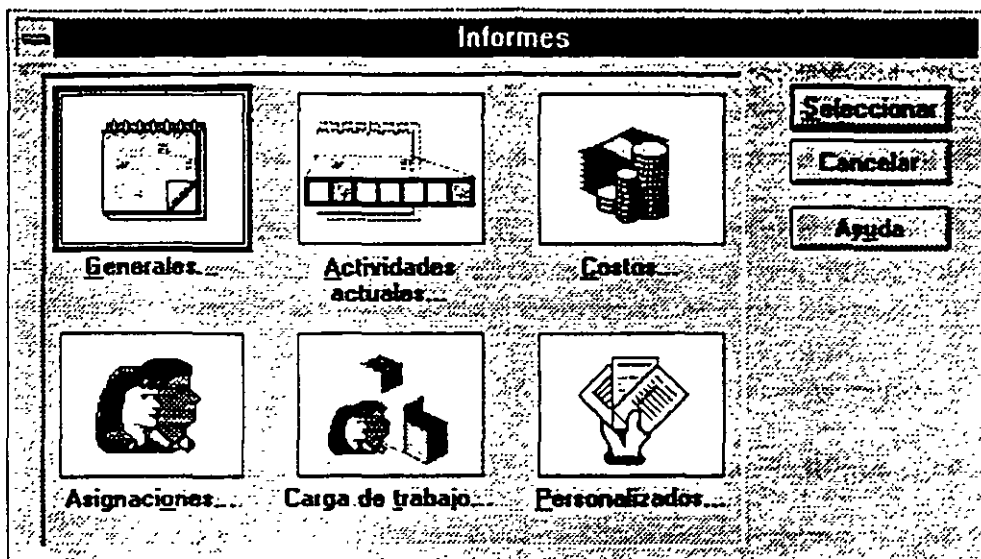 Informes
Seleccionar
Cancelar
Ayuda
Generales...
Actividades
actuales...
Costos...
Asignaciones...
Carga de trabajo...
Personalizados...